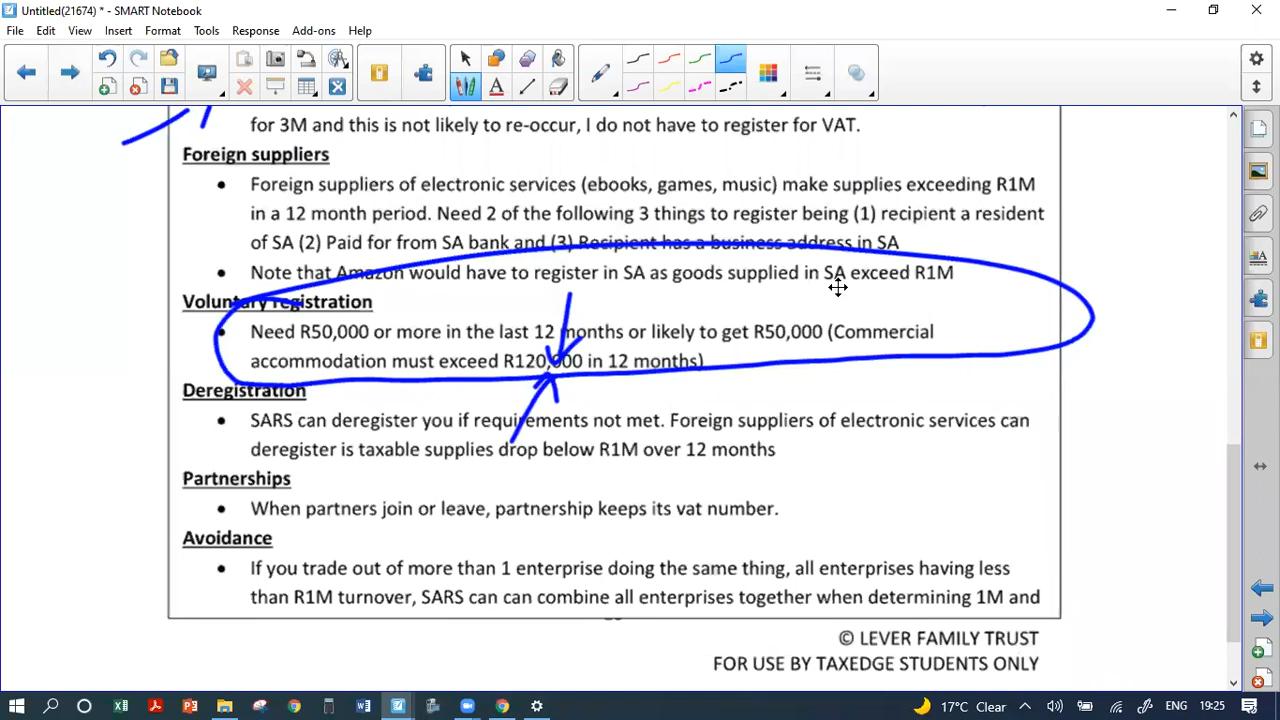 Untitled(21674) * - SMART Notebook
File Edit View Insert Format Tools Response Add-ons Help
for 3M and this is not likely to re-occur, I do not have to register for VAT.
Foreign suppliers
• Foreign suppliers of electronic services (ebooks, games, music) make supplies exceeding R1M
in a 12 month period. Need 2 of the following 3 things to register being (1) recipient a resident
of SA (2) Paid for from SA bank and (3) Recipient has a business address in SA
• Note that Amazon would have to register in SA as goods supplied in SA exceed R1M
Voluntary registration
• Need R50,000 or more in the last 12 months or likely to get R50,000 (Commercial
accommodation must exceed R120,000 in 12 months)
Deregistration
• SARS can deregister you if requirements not met. Foreign suppliers of electronic services can
deregister is taxable supplies drop below R1M over 12 months
Partnerships
• When partners join or leave, partnership keeps its vat number.
Avoidance
• If you trade out of more than 1 enterprise doing the same thing, all enterprises having less
than R1M turnover, SARS can can combine all enterprises together when determining 1M and
© LEVER FAMILY TRUST
FOR USE BY TAXEDGE STUDENTS ONLY
17°C Clear ENG 19:25